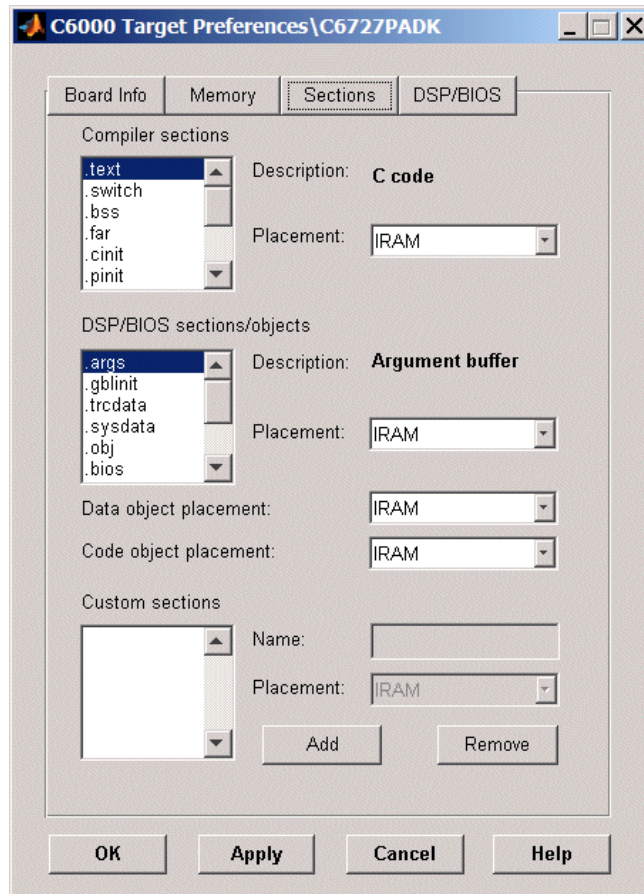 C6000 Target Preferences\C6727PADK
Board Info Memory Sections DSP/BIOS
Compiler sections
.text
.switch
.bss
.far
.cinit
.pinit
Description: C code
Placement: IRAM
DSP/BIOS sections/objects
.args
.gblinit
.trcdata
.sysdata
.obj
.bios
Description: Argument buffer
Placement: IRAM
Data object placement: IRAM
Code object placement: IRAM
Custom sections
Name:
Placement: IRAM
Add Remove
OK Apply Cancel Help